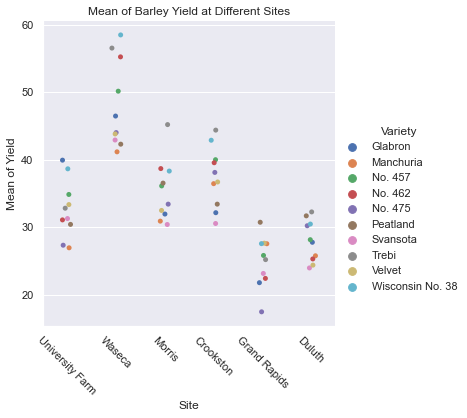 Mean of Barley Yield at Different Sites
60
50
40
30
20
Mean of Yield
University Farm
Waseca
Morris
Crookston
Grand Rapids
Duluth
Site
Variety
Glabron
Manchuria
No. 457
No. 462
No. 475
Peatland
Svansota
Trebi
Velvet
Wisconsin No. 38